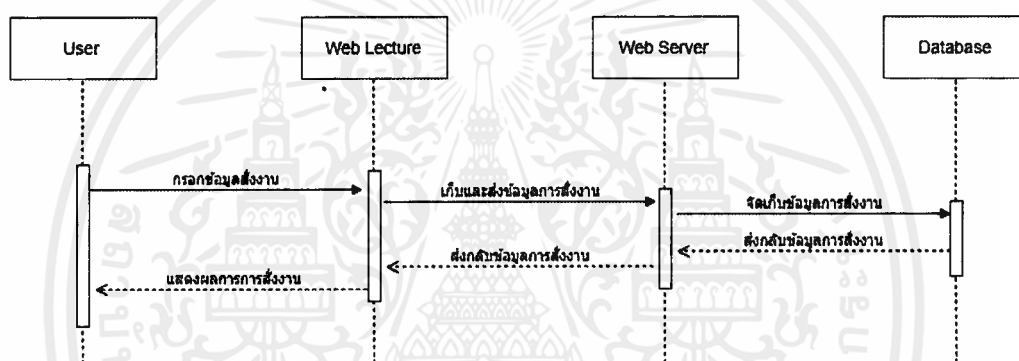 User
Web Lecture
Web Server
Database
กรอกข้อมูลสั่งงาน
เก็บและส่งข้อมูลการสั่งงาน
จัดเก็บข้อมูลการสั่งงาน
ส่งกลับข้อมูลการสั่งงาน
ส่งกลับข้อมูลการสั่งงาน
แสดงผลการการสั่งงาน